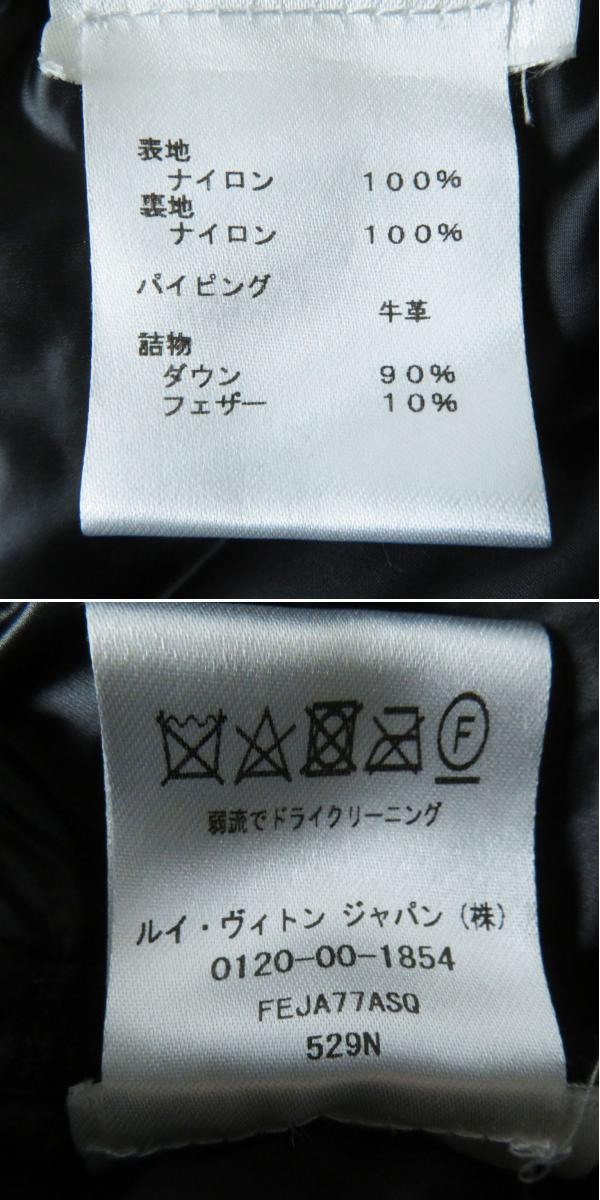 表地
ナイロン 100%
裏地
ナイロン 100%
パイピング
牛革
詰物
ダウン 90%
フェザー 10%
F
弱流でドライクリーニング
ルイ・ヴィトン ジャパン(株)
0120-00-1854
FEJA77ASQ
529N